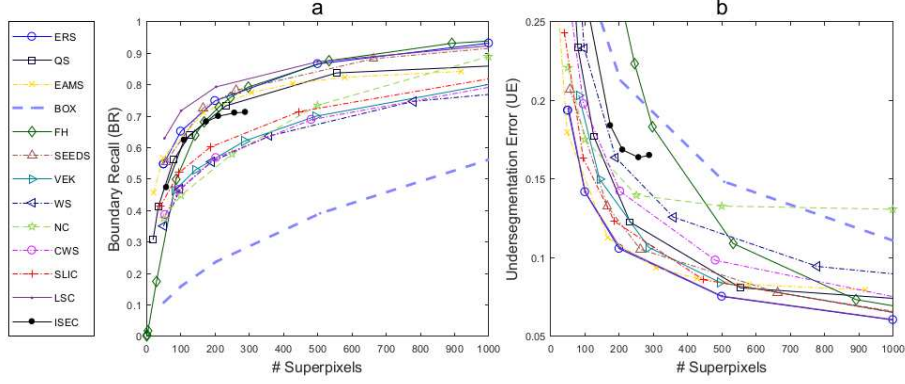 a
b
ERS
QS
EAMS
BOX
FH
SEEDS
VEK
WS
NC
CWS
SLIC
LSC
ISEC
Boundary Recall (BR)
1
0.9
0.8
0.7
0.6
0.5
0.4
0.3
0.2
0.1
0
0 100 200 300 400 500 600 700 800 900 1000
# Superpixels
Undersegmentation Error (UE)
0.25
0.2
0.15
0.1
0.05
0 100 200 300 400 500 600 700 800 900 1000
# Superpixels